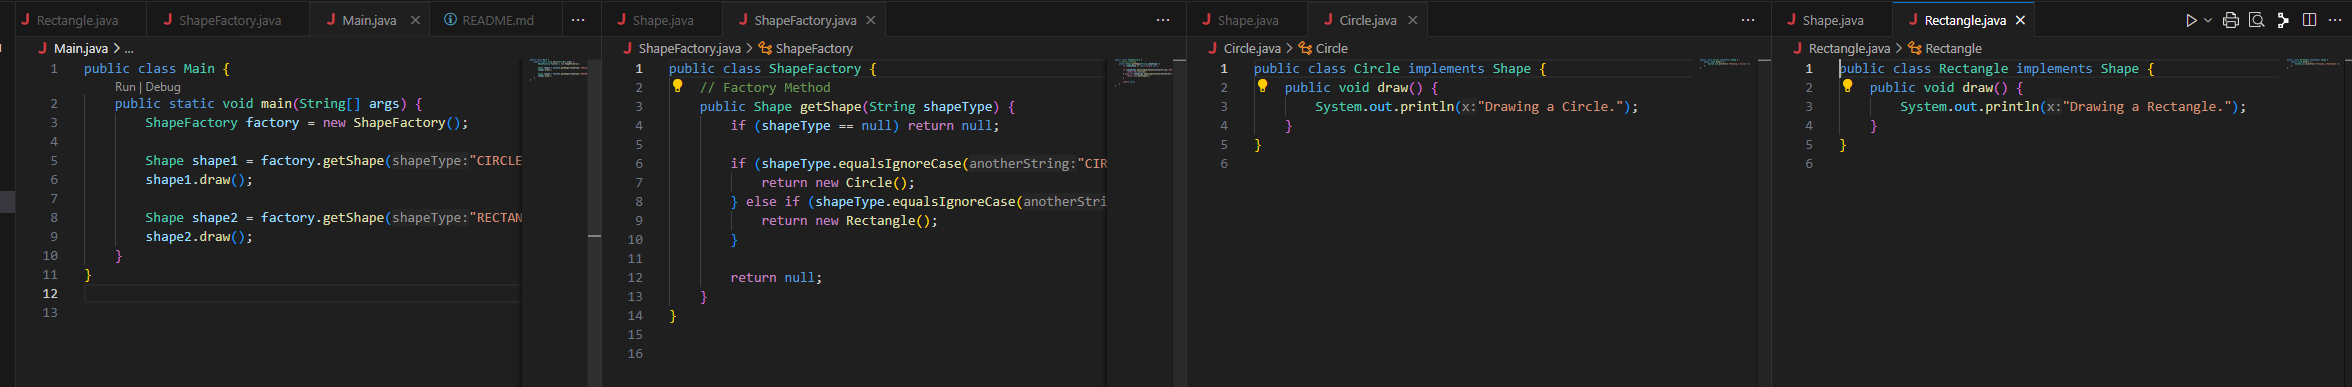 Rectangle.java ShapeFactory.java Main.java README.md
Main.java > ...
1 public class Main {
Run | Debug
2 public static void main(String[] args) {
3 ShapeFactory factory = new ShapeFactory();
4
5 Shape shape1 = factory.getShape(shapeType:"CIRCLE
6 shape1.draw();
7
8 Shape shape2 = factory.getShape(shapeType:"RECTAN
9 shape2.draw();
10 }
11 }
12
13
Shape.java ShapeFactory.java
ShapeFactory.java > ShapeFactory
1 public class ShapeFactory {
2 // Factory Method
3 public Shape getShape(String shapeType) {
4 if (shapeType == null) return null;
5
6 if (shapeType.equalsIgnoreCase(anotherString:"CIR
7 return new Circle();
8 } else if (shapeType.equalsIgnoreCase(anotherStri
9 return new Rectangle();
10 }
11
12 return null;
13 }
14 }
15
16
Shape.java Circle.java
Circle.java > Circle
1 public class Circle implements Shape {
2 public void draw() {
3 System.out.println(x:"Drawing a Circle.");
4 }
5 }
6
Shape.java Rectangle.java
Rectangle.java > Rectangle
1 public class Rectangle implements Shape {
2 public void draw() {
3 System.out.println(x:"Drawing a Rectangle.");
4 }
5 }
6